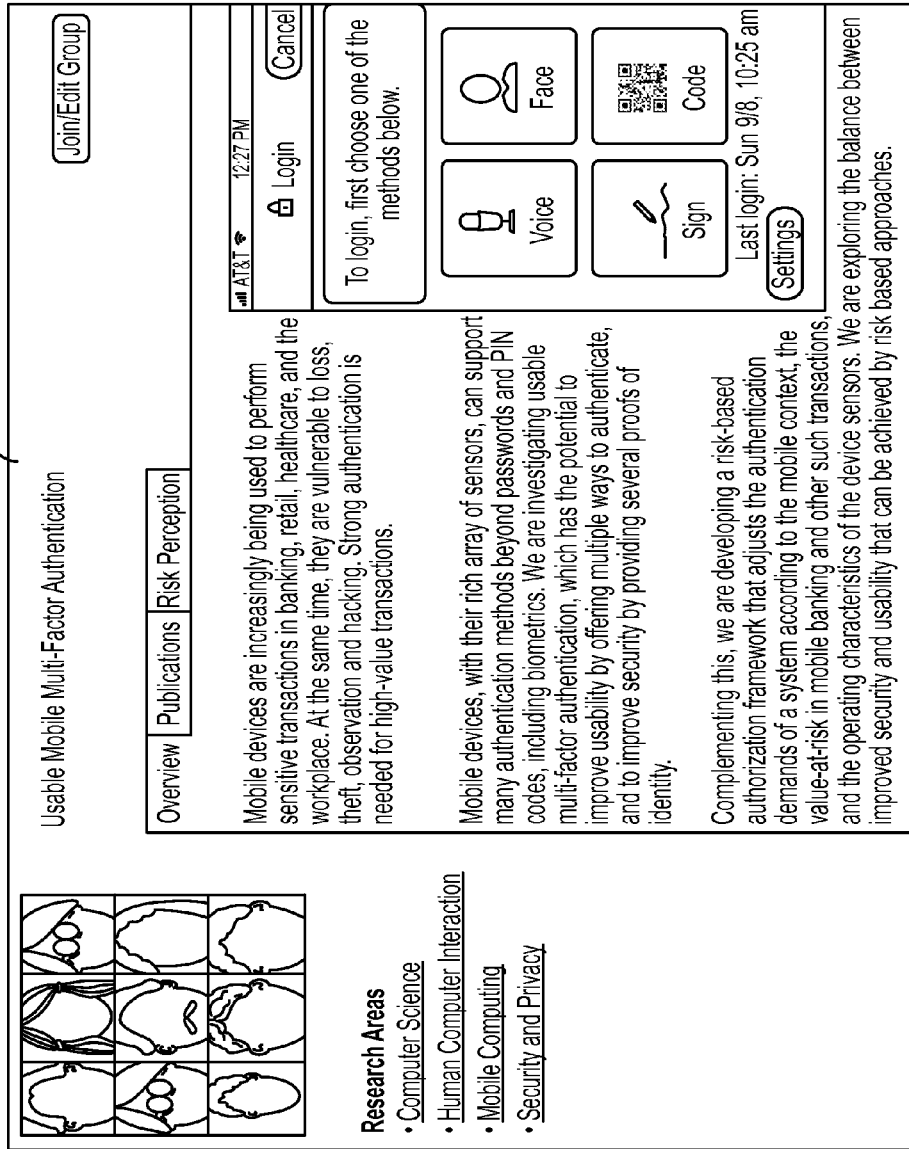 Usable Mobile Multi-Factor Authentication
Join/Edit Group
Overview
Publications
Risk Perception
Research Areas
• Computer Science
• Human Computer Interaction
• Mobile Computing
• Security and Privacy
Mobile devices are increasingly being used to perform
sensitive transactions in banking, retail, healthcare, and the
workplace. At the same time, they are vulnerable to loss,
theft, observation and hacking. Strong authentication is
needed for high-value transactions.
Mobile devices, with their rich array of sensors, can support
many authentication methods beyond passwords and PIN
codes, including biometrics. We are investigating usable
multi-factor authentication, which has the potential to
improve usability by offering multiple ways to authenticate,
and to improve security by providing several proofs of
identity.
Complementing this, we are developing a risk-based
authorization framework that adjusts the authentication
demands of a system according to the mobile context, the
value-at-risk in mobile banking and other such transactions,
and the operating characteristics of the device sensors. We are exploring the balance between
improved security and usability that can be achieved by risk based approaches.
AT&T 12:27 PM
Login
Cancel
To login, first choose one of the
methods below.
Voice
Face
Sign
Code
Last login: Sun 9/8, 10:25 am
Settings